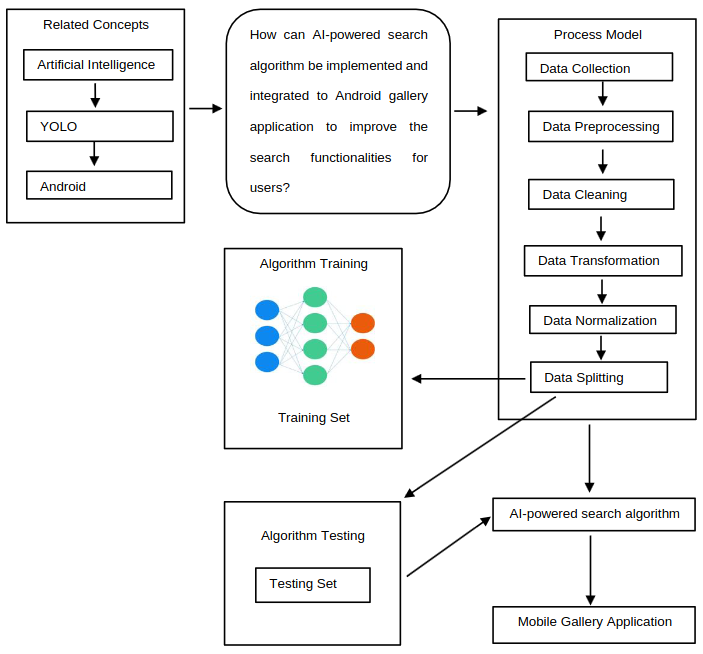 Related Concepts
Artificial Intelligence
YOLO
Android
How can AI-powered search
algorithm be implemented and
integrated to Android gallery
application to improve the
search functionalities for
users?
Process Model
Data Collection
Data Preprocessing
Data Cleaning
Data Transformation
Data Normalization
Data Splitting
Algorithm Training
Training Set
Algorithm Testing
Testing Set
AI-powered search algorithm
Mobile Gallery Application